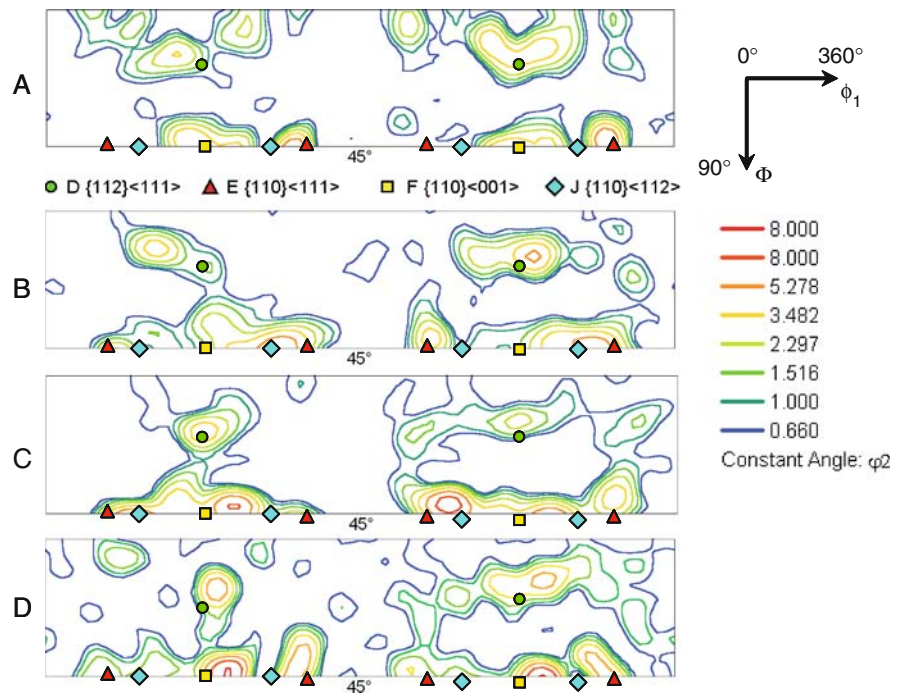 A
0° 360°
ϕ1
90°
Φ
45°
D {112}<111> E {110}<111> F {110}<001> J {110}<112>
B
45°
C
45°
D
45°
8.000
8.000
5.278
3.482
2.297
1.516
1.000
0.660
Constant Angle: φ2